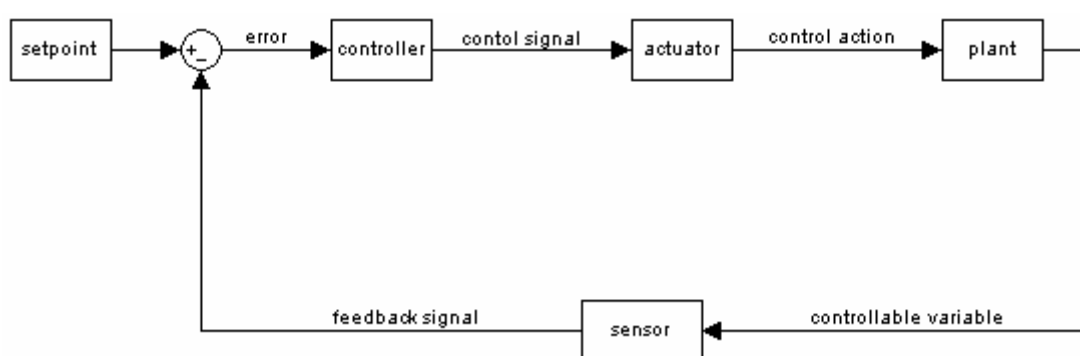 setpoint
+
−
error
controller
contol signal
actuator
control action
plant
feedback signal
sensor
controllable variable